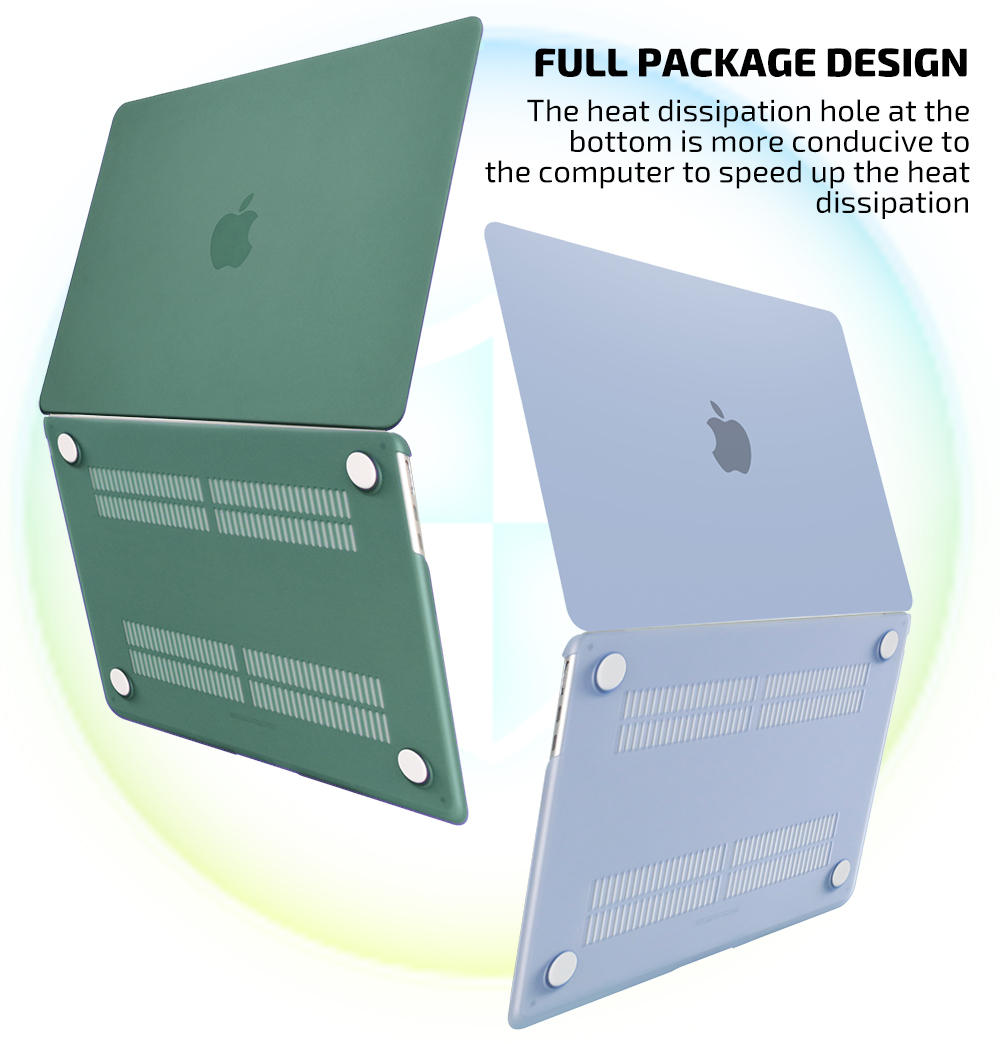 FULL PACKAGE DESIGN
The heat dissipation hole at the
bottom is more conducive to
the computer to speed up the heat
dissipation